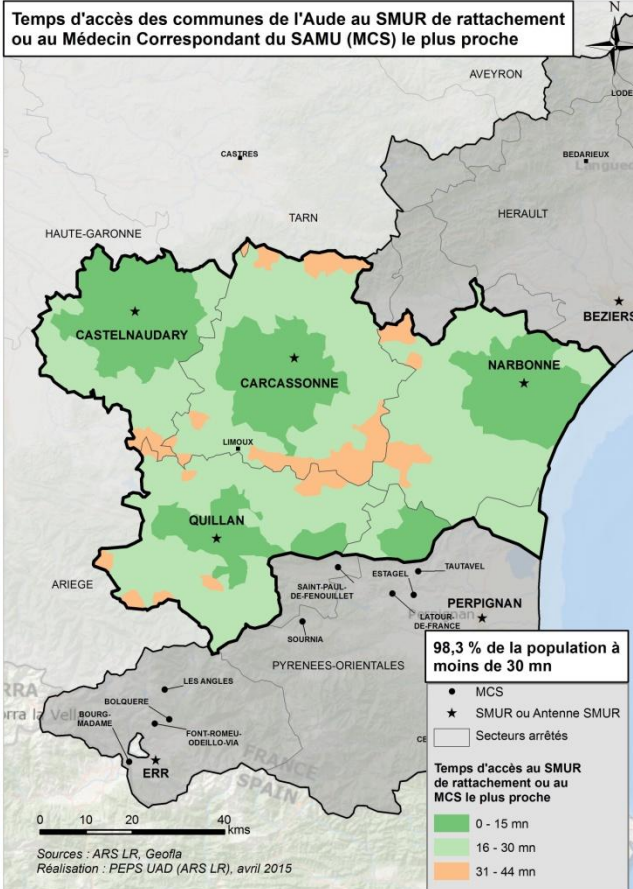 Temps d'accès des communes de l'Aude au SMUR de rattachement
ou au Médecin Correspondant du SAMU (MCS) le plus proche
N
AVEYRON
LODE
CASTRES
BEDARIEUX
TARN
HERAULT
HAUTE-GARONNE
BEZIERS
CASTELNAUDARY
CARCASSONNE
NARBONNE
LIMOUX
QUILLAN
ARIEGE
SAINT-PAUL-
DE-FENOUILLET
ESTAGEL
TAUTAVEL
LATOUR-
DE-FRANCE
PERPIGNAN
Perpignan
SOURNIA
PYRENEES-ORIENTALES
LES ANGLES
BOLQUERE
BOURG-
MADAME
FONT-ROMEU-
ODEILLO-VIA
ERR
CE
FRANCE
SPAIN
98,3 % de la population à
moins de 30 mn
MCS
SMUR ou Antenne SMUR
Secteurs arrêtés
Temps d'accès au SMUR
de rattachement ou au
MCS le plus proche
0 - 15 mn
16 - 30 mn
31 - 44 mn
0 10 20 40
kms
Sources : ARS LR, Geofla
Réalisation : PEPS UAD (ARS LR), avril 2015